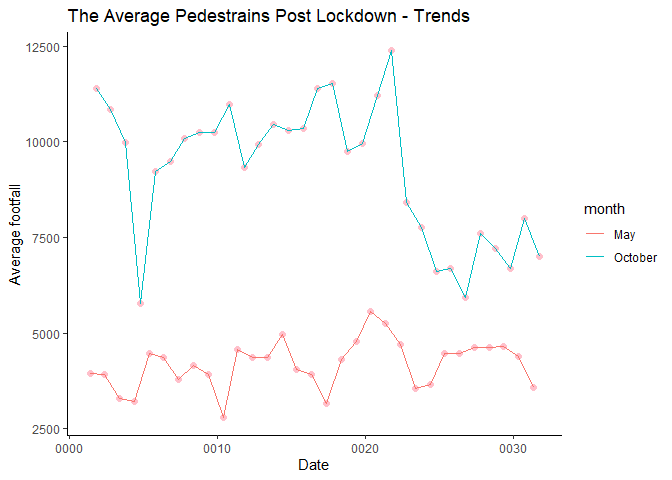 The Average Pedestrains Post Lockdown - Trends
12500
10000
7500
5000
2500
Average footfall
0000 0010 0020 0030
Date
month
May
October